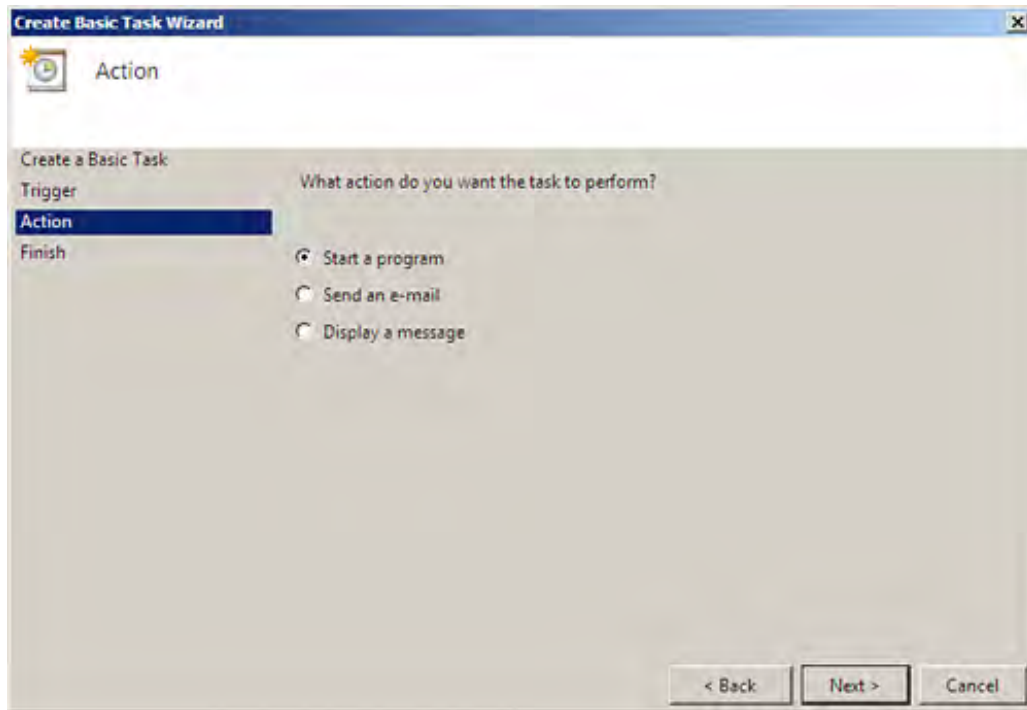 Create Basic Task Wizard
Action
Create a Basic Task
Trigger
Action
Finish
What action do you want the task to perform?
Start a program
Send an e-mail
Display a message
< Back
Next >
Cancel